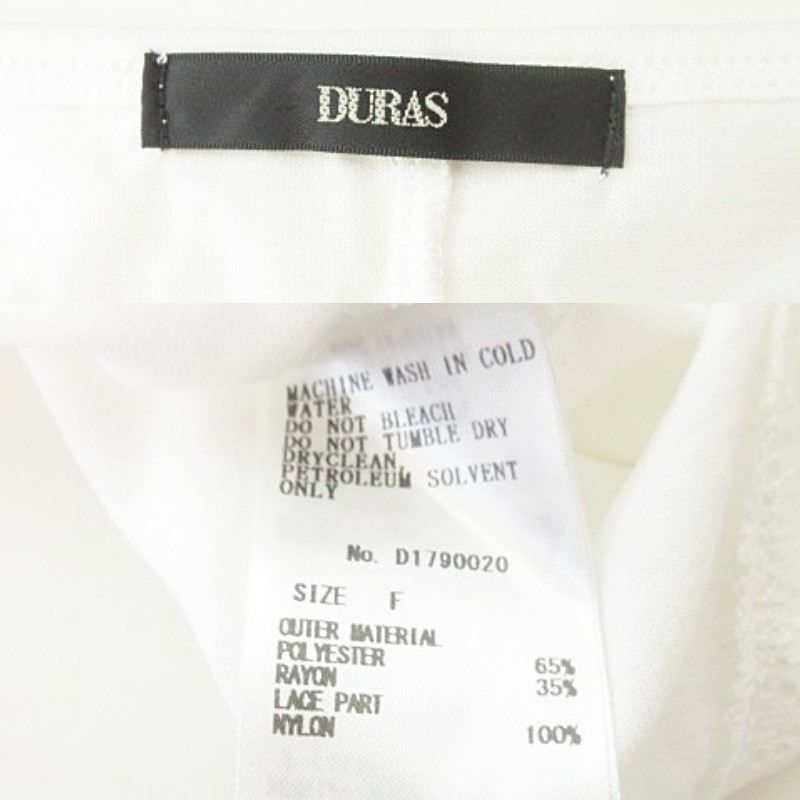 DURAS
MACHINE WASH IN COLD
WATER
DO NOT BLEACH
DO NOT TUMBLE DRY
DRYCLEAN,
PETROLEUM SOLVENT
ONLY
No. D1790020
SIZE F
OUTER MATERIAL
POLYESTER 65%
RAYON 35%
LACE PART
NYLON 100%